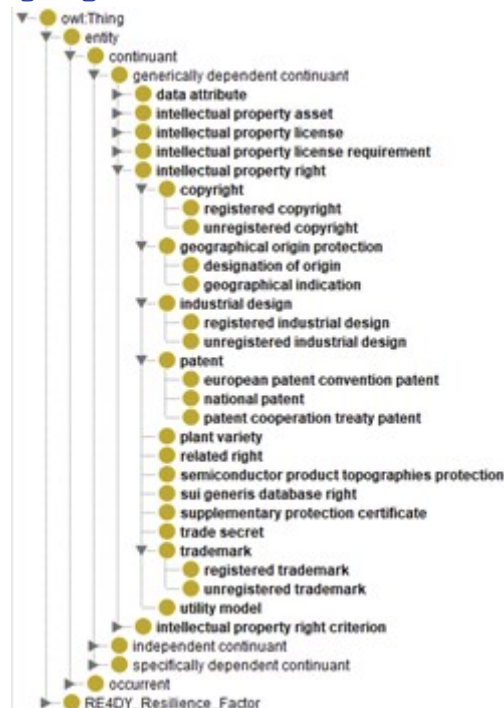 owl:Thing
entity
continuant
generically dependent continuant
data attribute
intellectual property asset
intellectual property license
intellectual property license requirement
intellectual property right
copyright
registered copyright
unregistered copyright
geographical origin protection
designation of origin
geographical indication
industrial design
registered industrial design
unregistered industrial design
patent
european patent convention patent
national patent
patent cooperation treaty patent
plant variety
related right
semiconductor product topographies protection
sui generis database right
supplementary protection certificate
trade secret
trademark
registered trademark
unregistered trademark
utility model
intellectual property right criterion
independent continuant
specifically dependent continuant
occurrent
RE4DY_Resilience_Factor